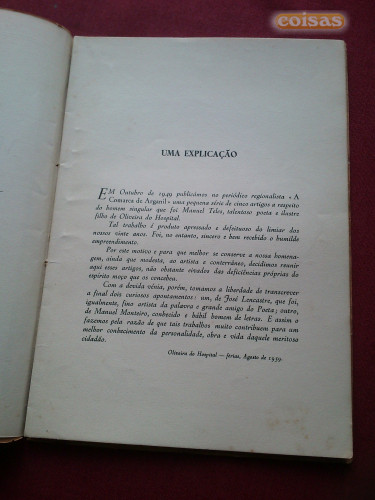 coisas
UMA EXPLICAÇÃO
EM Outubro de 1949 publicámos no periódico regionalista «A
Comarca de Arganil» uma pequena série de cinco artigos a respeito
do homem singular que foi Manuel Teles, talentoso poeta e ilustre
filho de Oliveira do Hospital.
Tal trabalho é produto apressado e defeituoso do limiar dos
nossos vinte anos. Foi, no entanto, sincero e bem recebido o humilde
empreendimento.
Por este motivo e para que melhor se conserve a nossa homena-
gem, ainda que modesta, ao artista e conterrâneo, decidimos reunir
aqui esses artigos, não obstante eivados das deficiências próprias do
espírito moço que os concebeu.
Com a devida vénia, porém, tomamos a liberdade de transcrever
a final dois curiosos apontamentos: um, de José Loncastre, que foi,
igualmente, fino artista da palavra e grande amigo do Poeta; outro,
de Manuel Monteiro, conhecido e hábil homem de letras. E assim o
fazemos pela razão de que tais trabalhos muito contribuem para um
melhor conhecimento da personalidade, obra e vida daquele meritoso
cidadão.
Oliveira do Hospital — férias, Agosto de 1959.